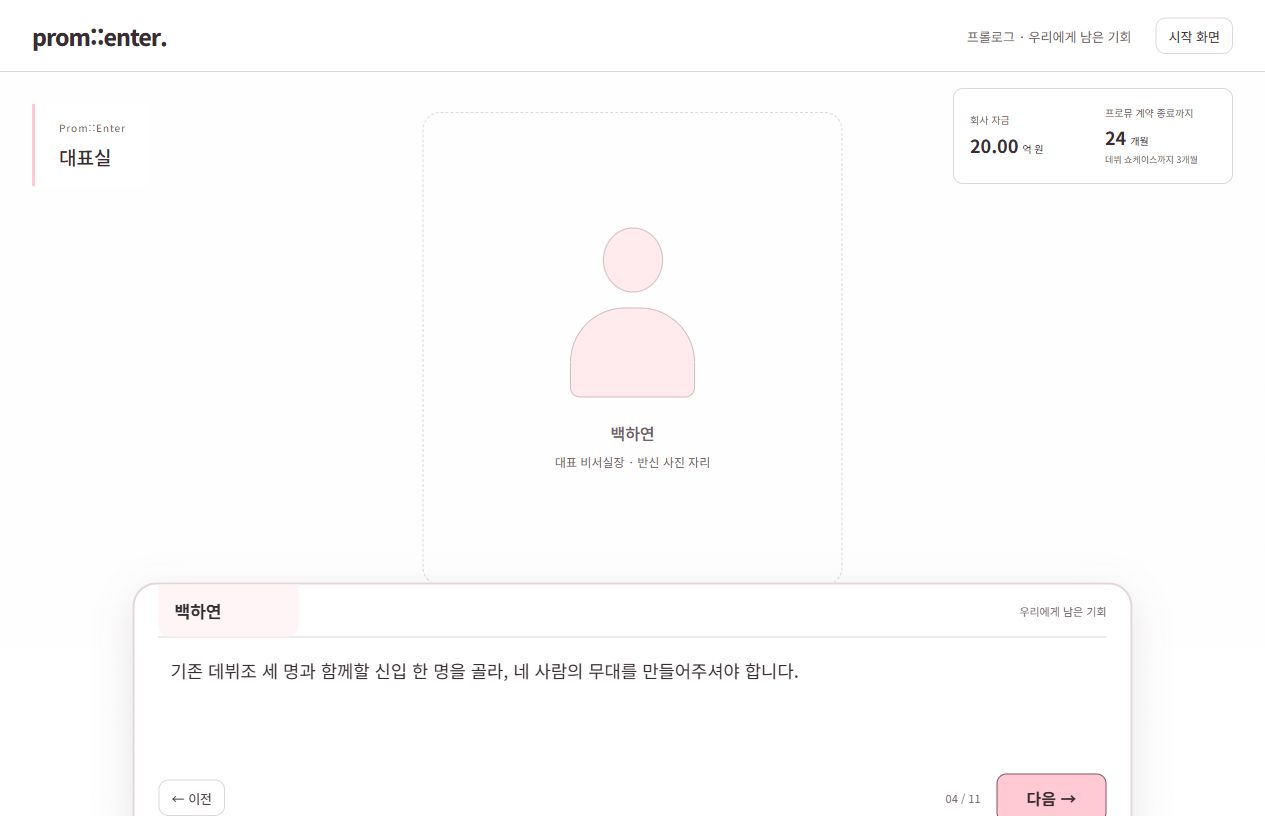 prom::enter.
프롤로그 · 우리에게 남은 기회
시작 화면
Prom::Enter
대표실
회사 자금
20.00 억 원
프로뮤 계약 종료까지
24 개월
데뷔 쇼케이스까지 3개월
백하연
대표 비서실장 · 반신 사진 자리
백하연
우리에게 남은 기회
기존 데뷔조 세 명과 함께할 신입 한 명을 골라, 네 사람의 무대를 만들어주셔야 합니다.
← 이전
04 / 11
다음 →